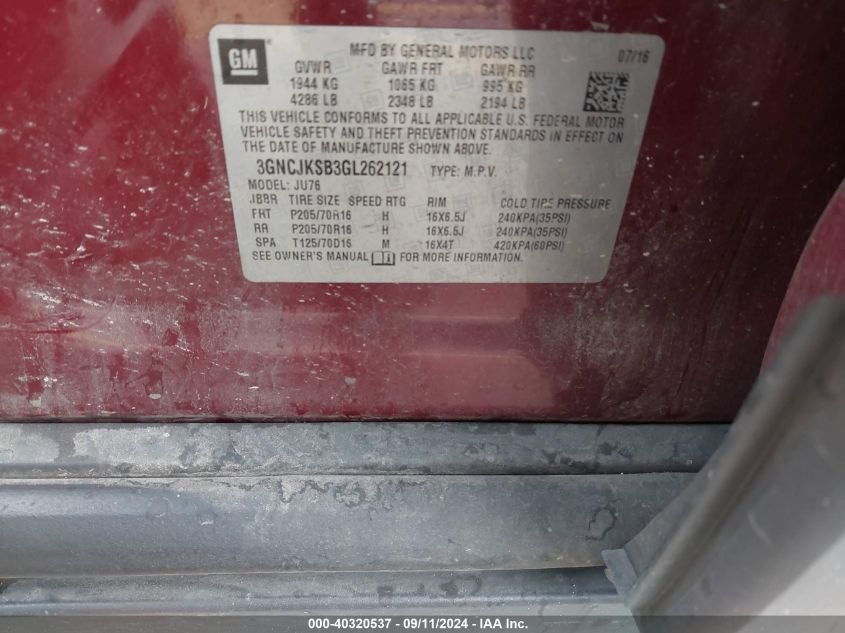 GM
MFD BY GENERAL MOTORS LLC 07/16
GVWR GAWR FRT GAWR RR
1944 KG 1065 KG 995 KG
4286 LB 2348 LB 2194 LB
THIS VEHICLE CONFORMS TO ALL APPLICABLE U.S. FEDERAL MOTOR
VEHICLE SAFETY AND THEFT PREVENTION STANDARDS IN EFFECT ON
THE DATE OF MANUFACTURE SHOWN ABOVE.
3GNCJKSB3GL262121 TYPE: M.P.V.
MODEL: JU76
JBBR TIRE SIZE SPEED RTG RIM COLD TIRE PRESSURE
FRT P205/70R16 H 16X6.5J 240KPA(35PSI)
RR P205/70R16 H 16X6.5J 240KPA(35PSI)
SPA T125/70D16 M 16X4T 420KPA(60PSI)
SEE OWNER'S MANUAL FOR MORE INFORMATION.
000-40320537 - 09/11/2024 - IAA Inc.